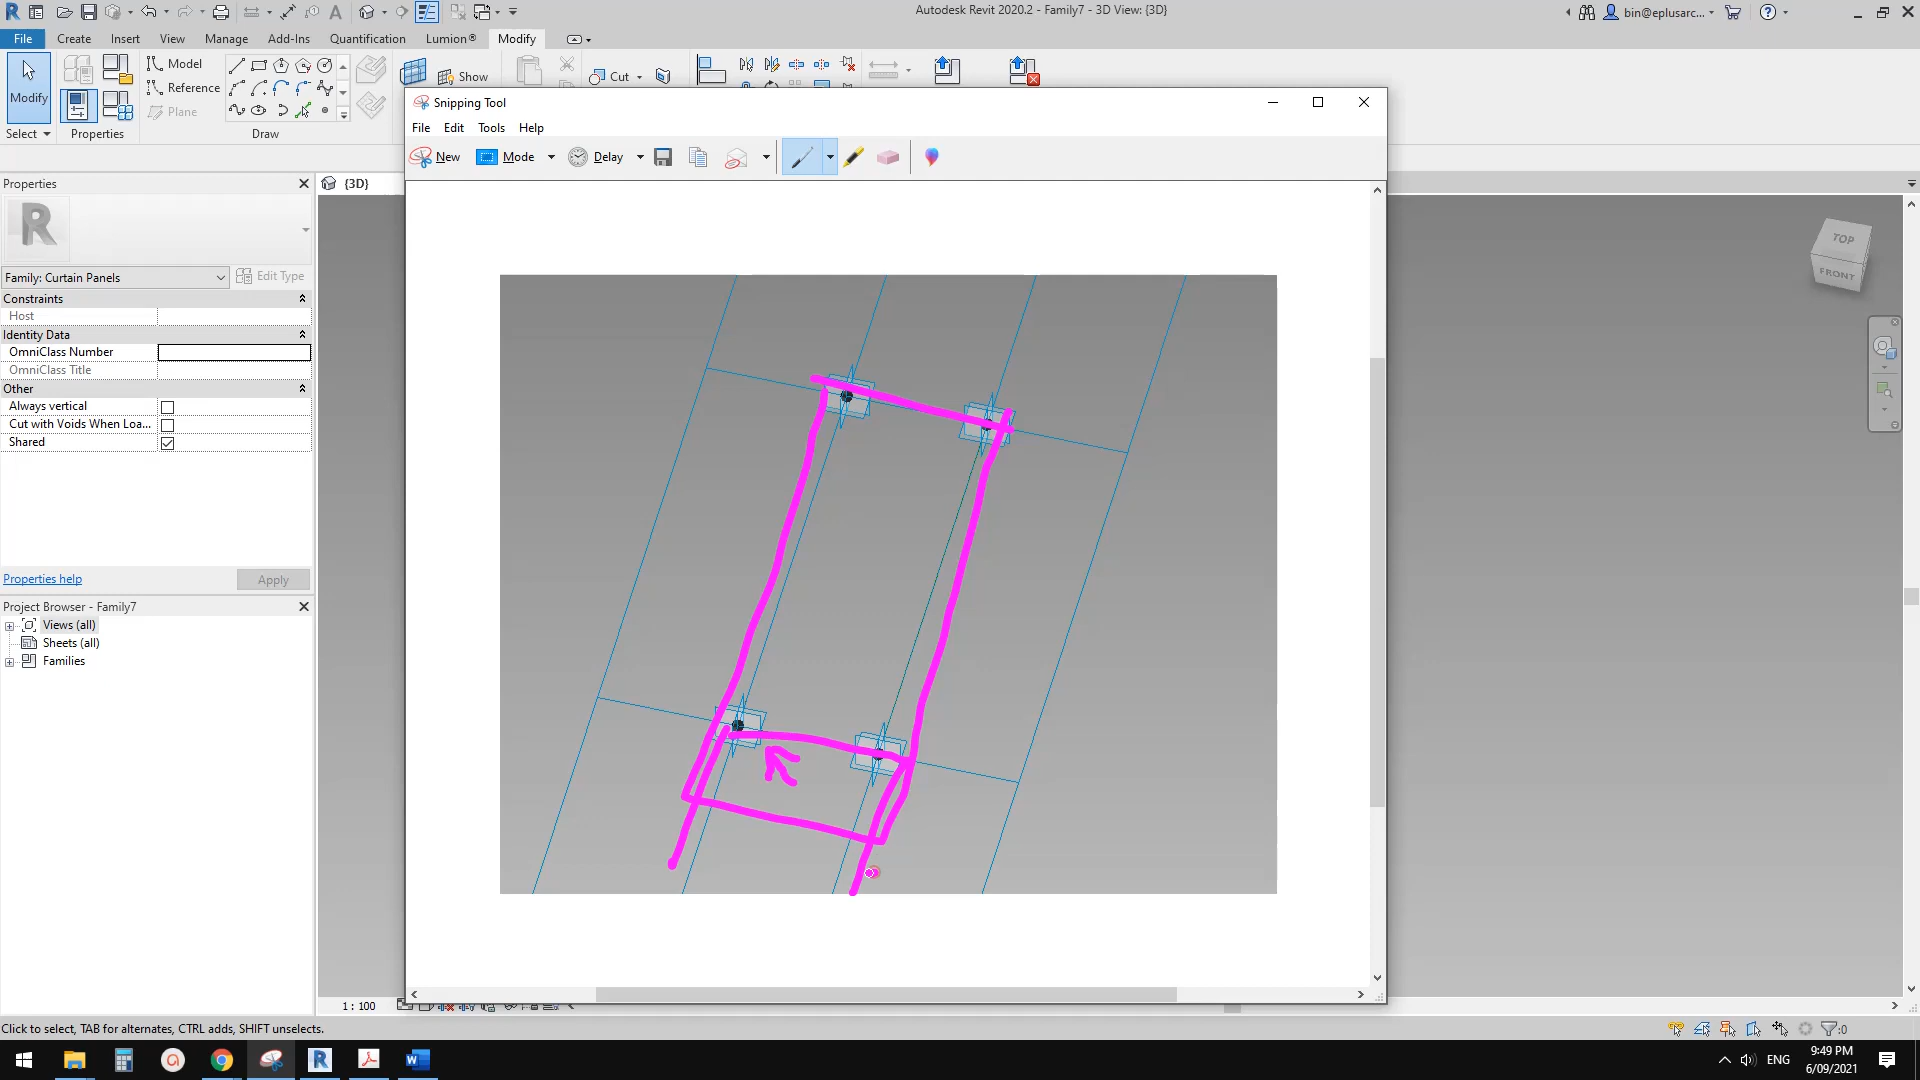 Autodesk Revit 2020.2 - Family7 - 3D View: {3D}
bin@eplusarc...
File Create Insert View Manage Add-Ins Quantification Lumion® Modify
Modify
Select
Properties
Model
Reference
Plane
Draw
Show
Cut
Snipping Tool
File Edit Tools Help
New Mode Delay
Properties
{3D}
Family: Curtain Panels
Edit Type
Constraints
Host
Identity Data
OmniClass Number
OmniClass Title
Other
Always vertical
Cut with Voids When Loa...
Shared
Properties help
Apply
Project Browser - Family7
Views (all)
Sheets (all)
Families
TOP
FRONT
1 : 100
Click to select, TAB for alternates, CTRL adds, SHIFT unselects.
:0
ENG
9:49 PM
6/09/2021